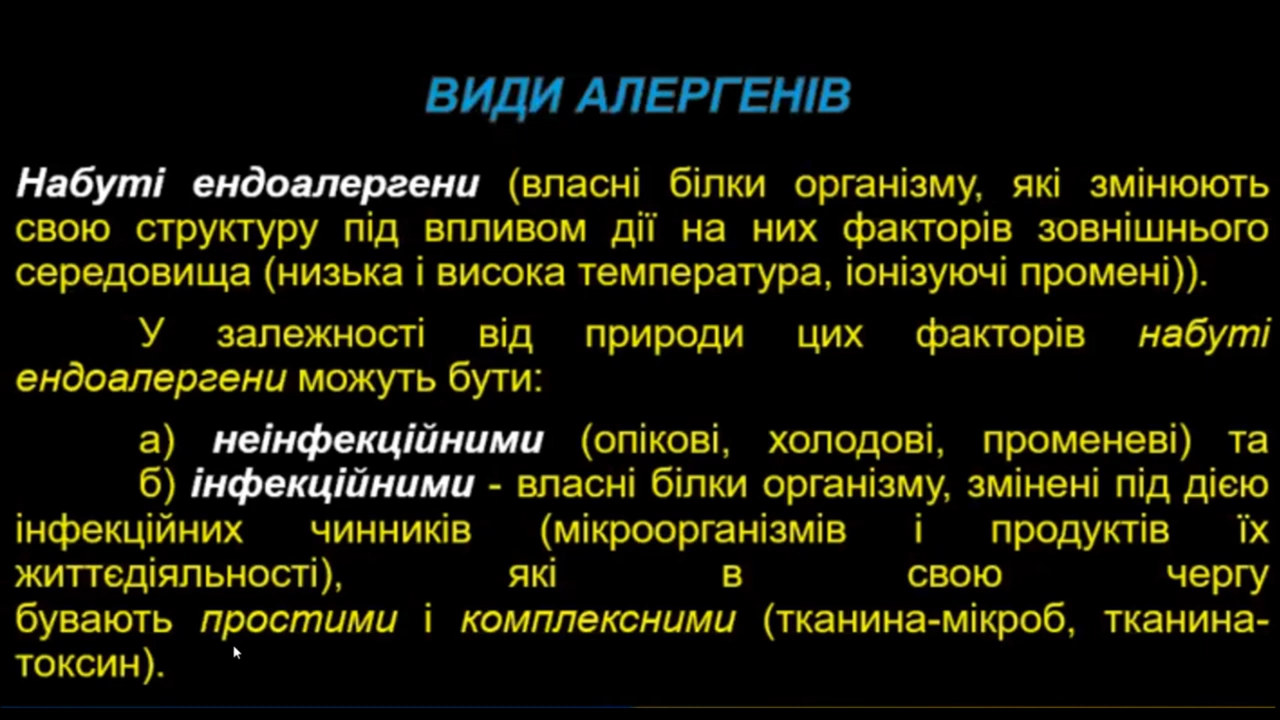 ВИДИ АЛЕРГЕНІВ
Набуті ендоалергени (власні білки організму, які змінюють
свою структуру під впливом дії на них факторів зовнішнього
середовища (низька і висока температура, іонізуючі промені)).
У залежності від природи цих факторів набуті
ендоалергени можуть бути:
а) неінфекційними (опікові, холодові, променеві) та
б) інфекційними - власні білки організму, змінені під дією
інфекційних чинників (мікроорганізмів і продуктів їх
життєдіяльності), які в свою чергу
бувають простими і комплексними (тканина-мікроб, тканина-
токсин).